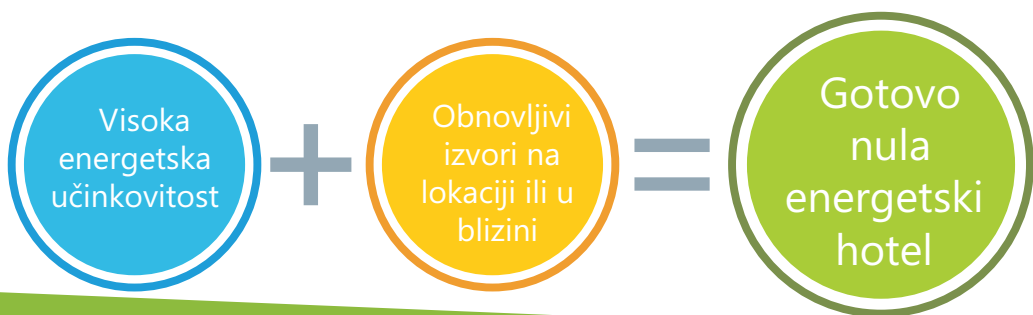 Visoka
energetska
učinkovitost
+
Obnovljivi
izvori na
lokaciji ili u
blizini
=
Gotovo
nula
energetski
hotel